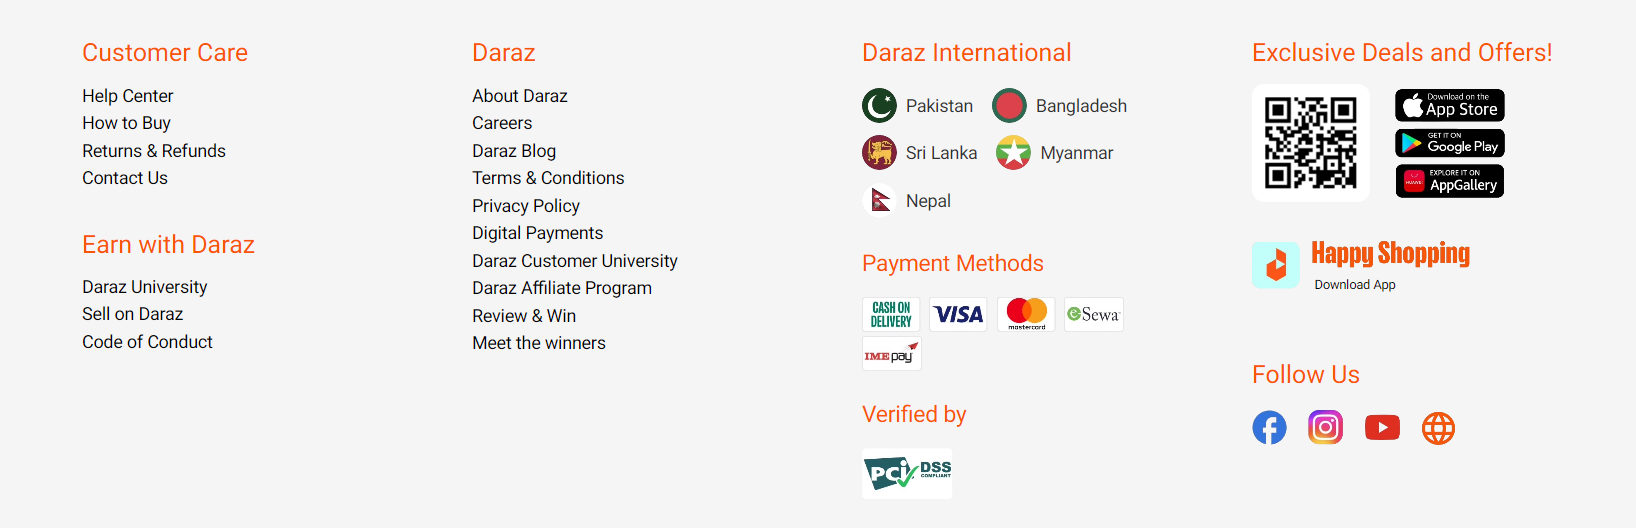 Customer Care
Help Center
How to Buy
Returns & Refunds
Contact Us
Earn with Daraz
Daraz University
Sell on Daraz
Code of Conduct
Daraz
About Daraz
Careers
Daraz Blog
Terms & Conditions
Privacy Policy
Digital Payments
Daraz Customer University
Daraz Affiliate Program
Review & Win
Meet the winners
Daraz International
Pakistan
Bangladesh
Sri Lanka
Myanmar
Nepal
Payment Methods
CASH ON
DELIVERY
VISA
mastercard
eSewa
IME pay
Verified by
PCi DSS
COMPLIANT
Exclusive Deals and Offers!
Download on the
App Store
GET IT ON
Google Play
HUAWEI
EXPLORE IT ON
AppGallery
Happy Shopping
Download App
Follow Us